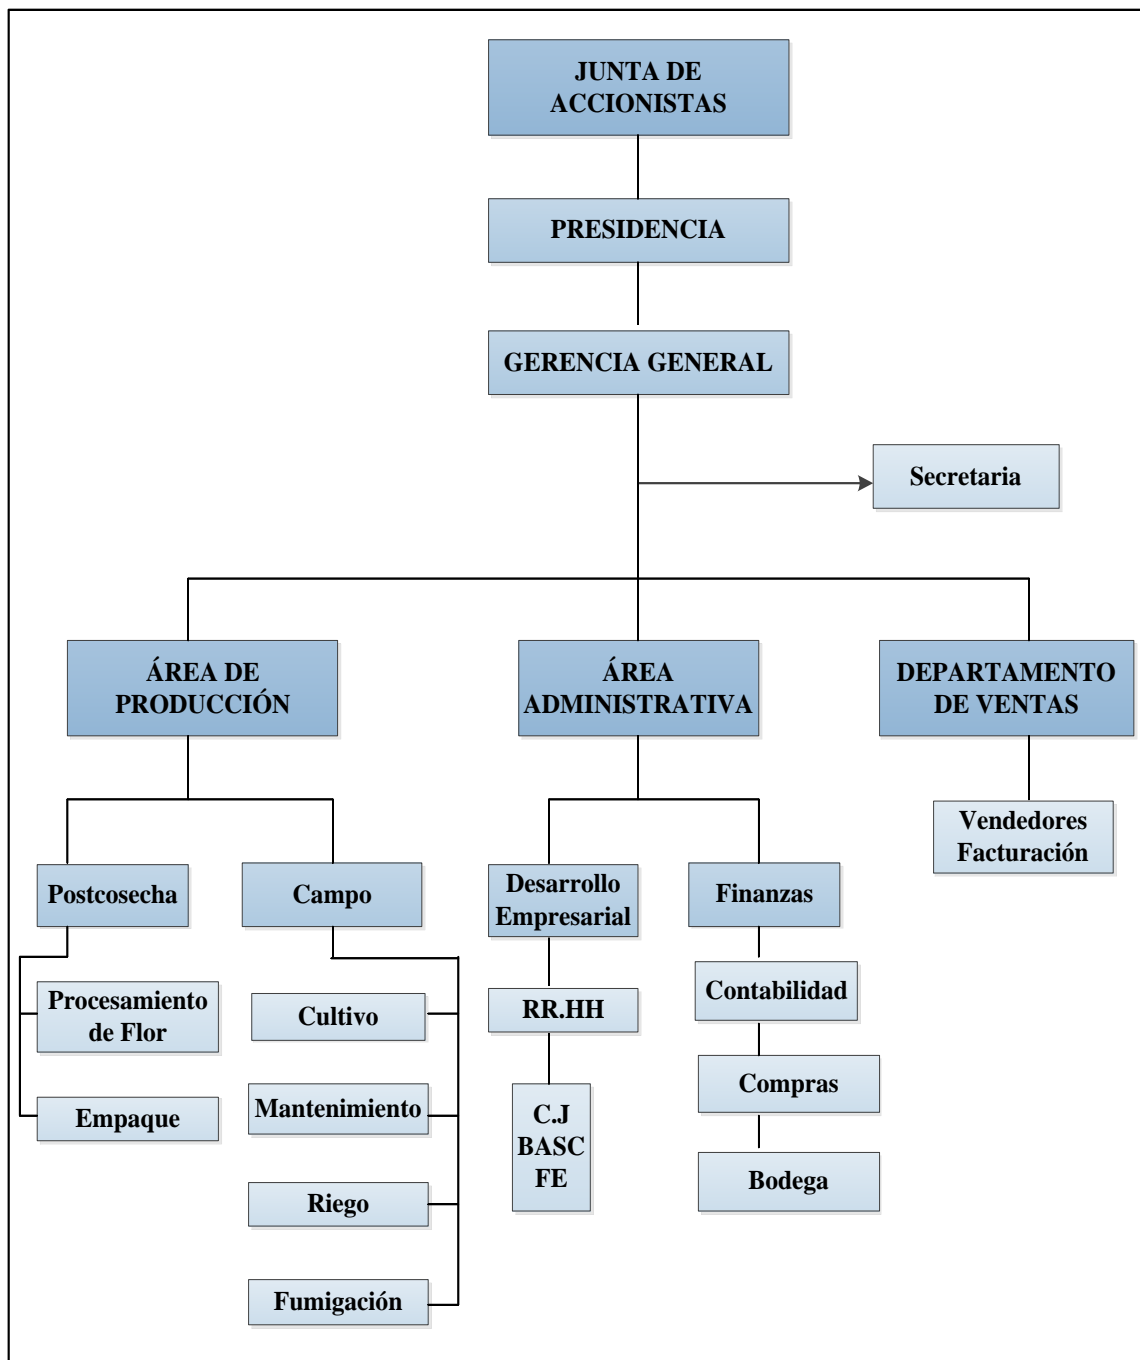 JUNTA DE
ACCIONISTAS
PRESIDENCIA
GERENCIA GENERAL
Secretaria
ÁREA DE
PRODUCCIÓN
ÁREA
ADMINISTRATIVA
DEPARTAMENTO
DE VENTAS
Postcosecha
Campo
Desarrollo
Empresarial
Finanzas
Vendedores
Facturación
Procesamiento
de Flor
Empaque
Cultivo
Mantenimiento
Riego
Fumigación
RR.HH
C.J
BASC
FE
Contabilidad
Compras
Bodega